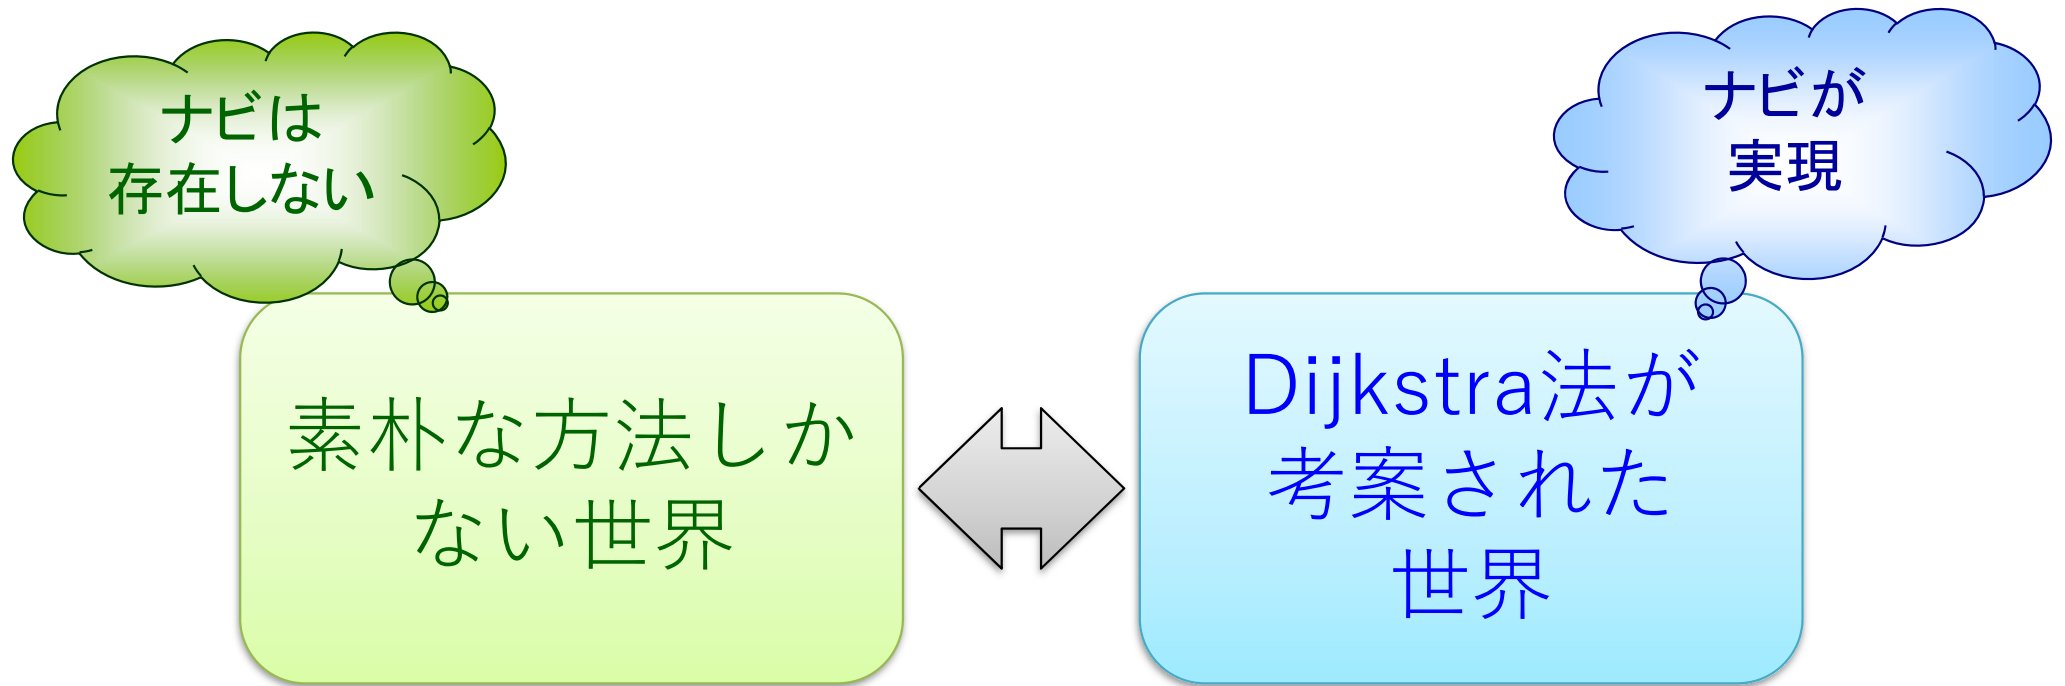 ナビは
存在しない
ナビが
実現
素朴な方法しか
ない世界
Dijkstra法が
考案された
世界